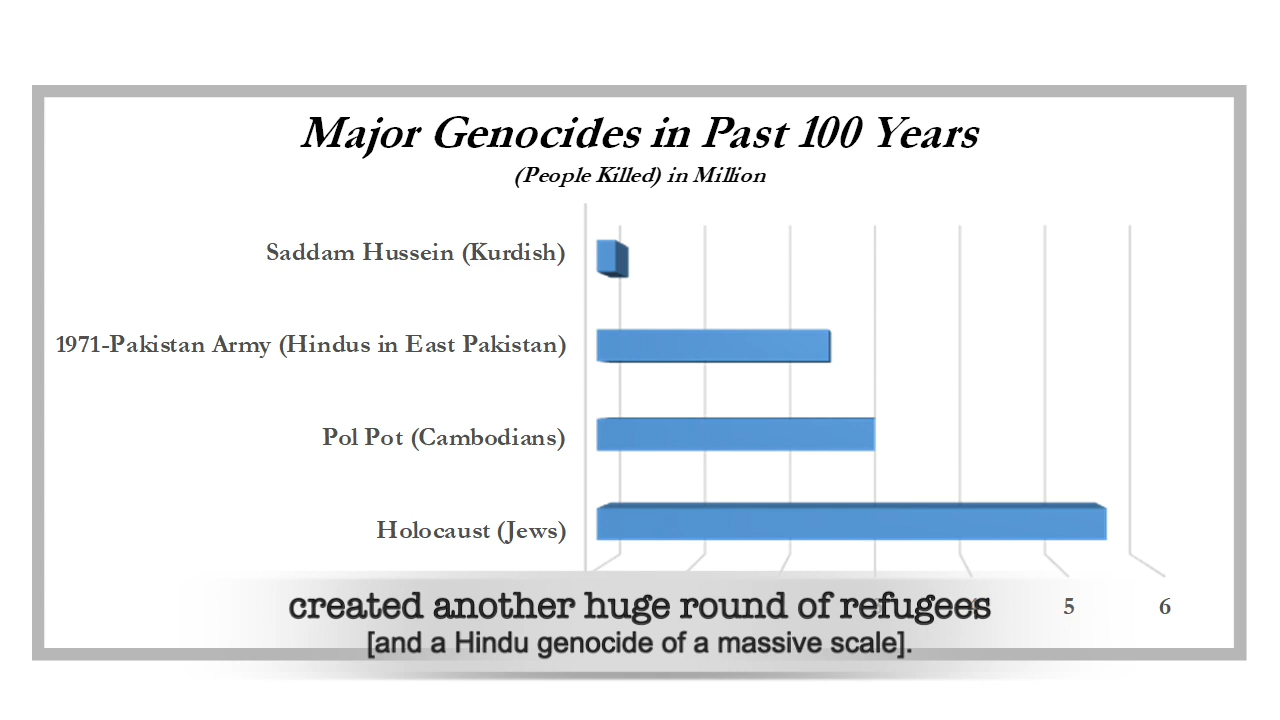 Major Genocides in Past 100 Years
(People Killed) in Million
Saddam Hussein (Kurdish)
1971-Pakistan Army (Hindus in East Pakistan)
Pol Pot (Cambodians)
Holocaust (Jews)
5 6
created another huge round of refugees
[and a Hindu genocide of a massive scale].